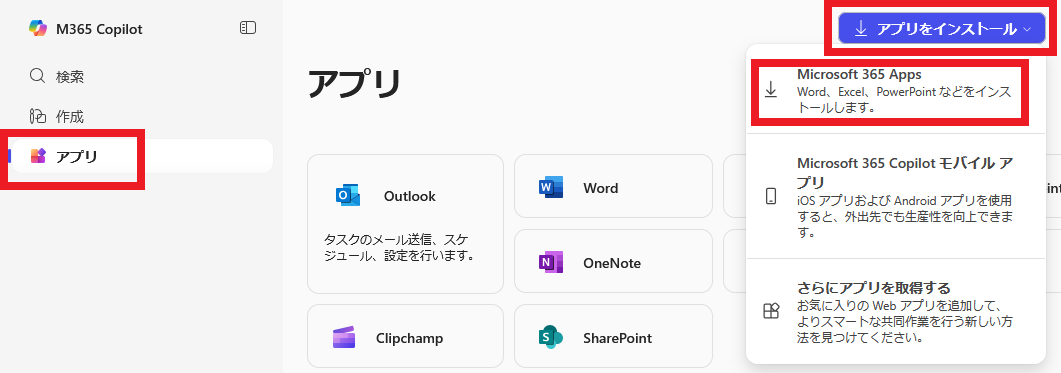 M365 Copilot
検索
作成
アプリ
アプリ
アプリをインストール
Microsoft 365 Apps
Word、Excel、PowerPoint などをインス
トールします。
Microsoft 365 Copilot モバイル ア
プリ
iOS アプリおよび Android アプリを使用
すると、外出先でも生産性を向上できま
す。
さらにアプリを取得する
お気に入りの Web アプリを追加して、
よりスマートな共同作業を行う新しい方
法を見つけてください。
Outlook
タスクのメール送信、スケ
ジュール、設定を行います。
Word
OneNote
Clipchamp
SharePoint